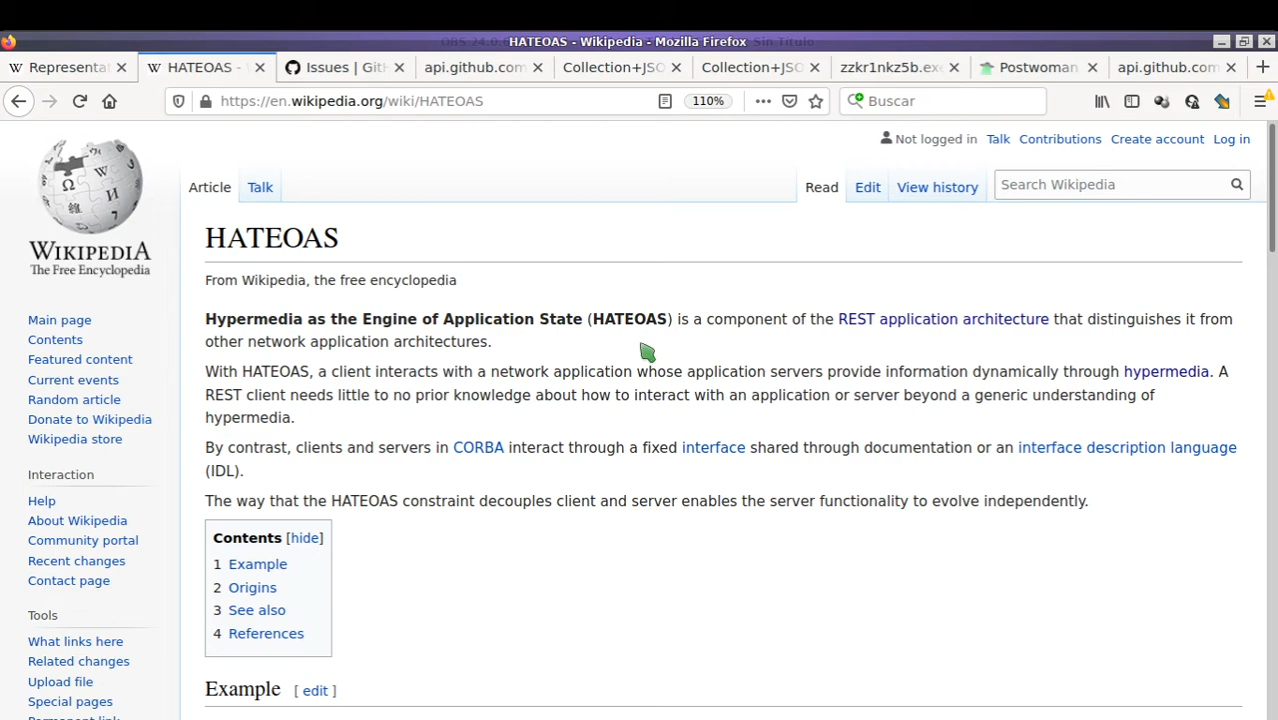 HATEOAS - Wikipedia - Mozilla Firefox
Representat
HATEOAS -
Issues | Git
api.github.com
Collection+JSO
Collection+JSO
zzkr1nkz5b.exe
Postwoman
api.github.com
https://en.wikipedia.org/wiki/HATEOAS
110%
Buscar
Not logged in Talk Contributions Create account Log in
Article Talk Read Edit View history Search Wikipedia
WIKIPEDIA
The Free Encyclopedia
Main page
Contents
Featured content
Current events
Random article
Donate to Wikipedia
Wikipedia store
Interaction
Help
About Wikipedia
Community portal
Recent changes
Contact page
Tools
What links here
Related changes
Upload file
Special pages
Permanent link
HATEOAS
From Wikipedia, the free encyclopedia
Hypermedia as the Engine of Application State (HATEOAS) is a component of the REST application architecture that distinguishes it from
other network application architectures.
With HATEOAS, a client interacts with a network application whose application servers provide information dynamically through hypermedia. A
REST client needs little to no prior knowledge about how to interact with an application or server beyond a generic understanding of
hypermedia.
By contrast, clients and servers in CORBA interact through a fixed interface shared through documentation or an interface description language
(IDL).
The way that the HATEOAS constraint decouples client and server enables the server functionality to evolve independently.
Contents [hide]
1 Example
2 Origins
3 See also
4 References
Example [ edit ]